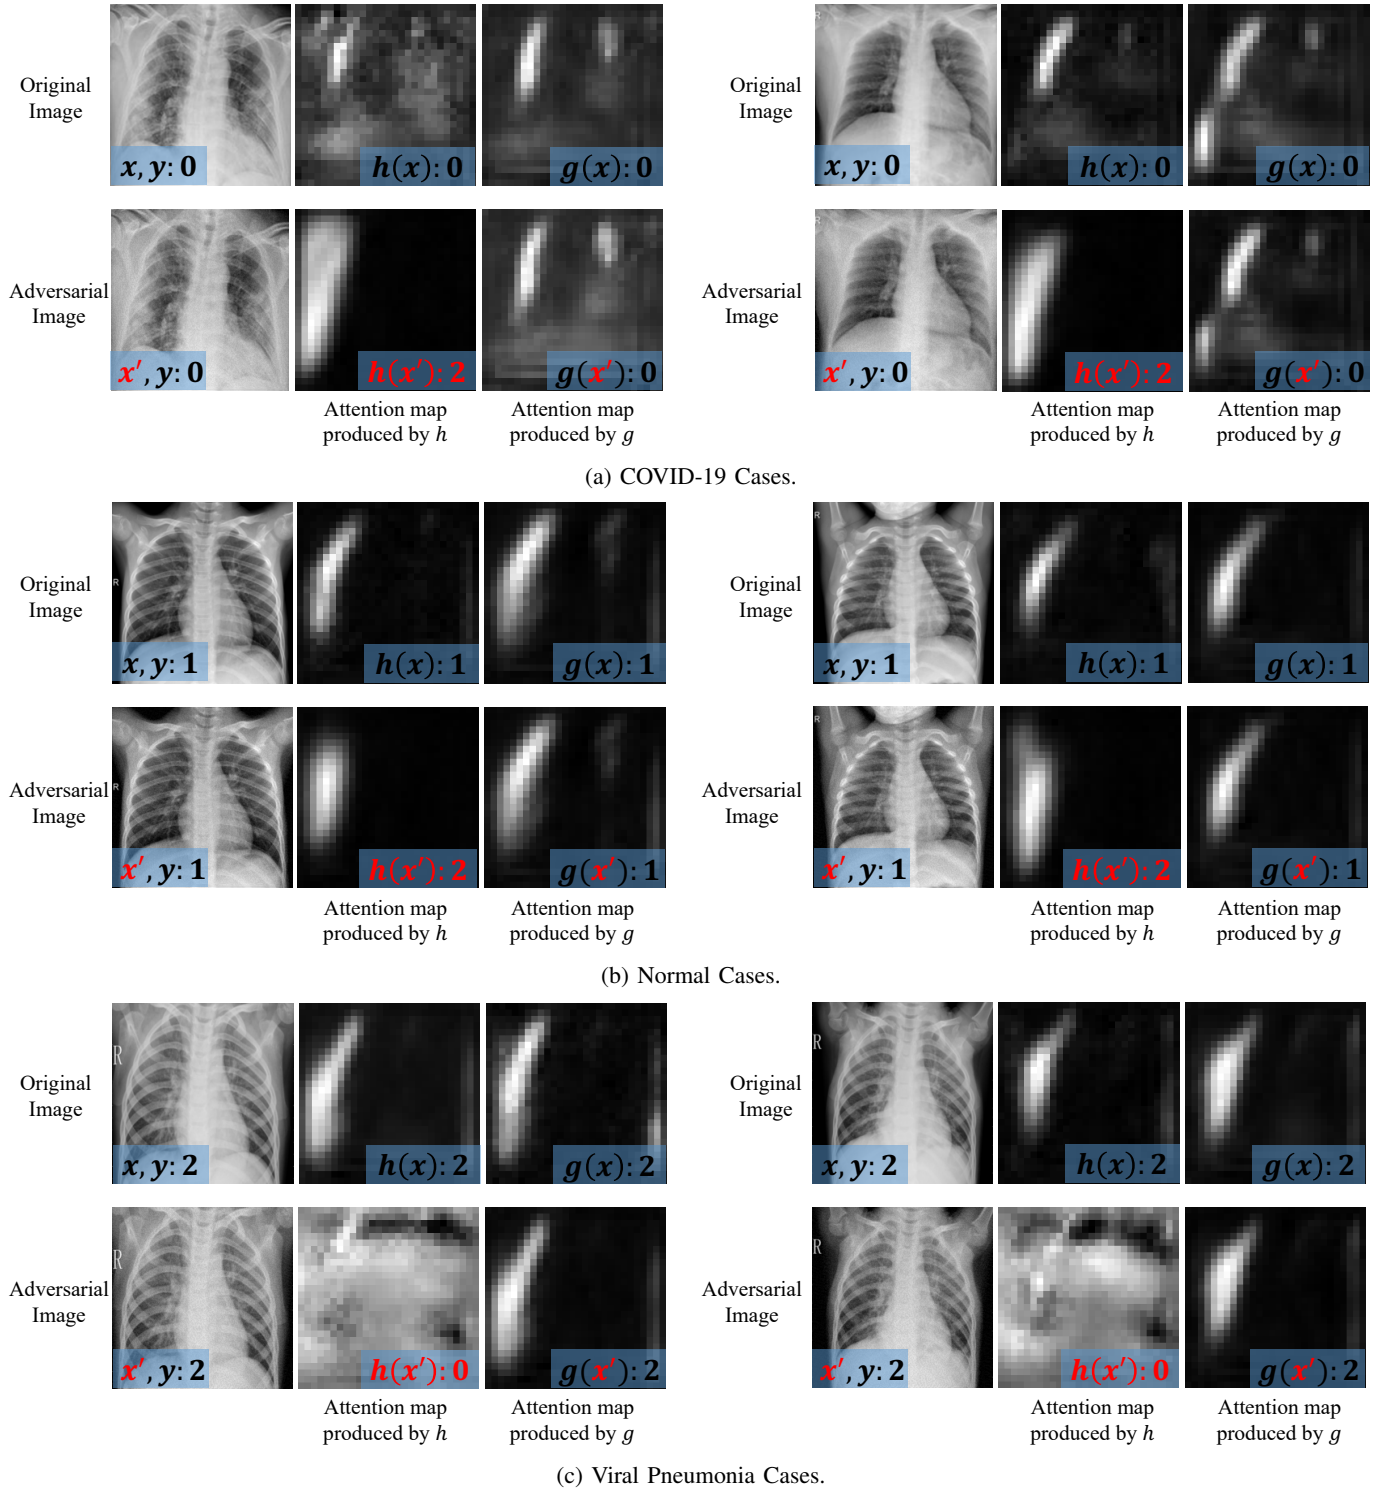 Original
Image
x, y: 0
h(x): 0
g(x): 0
Original
Image
x, y: 0
h(x): 0
g(x): 0
Adversarial
Image
x′, y: 0
h(x′): 2
g(x′): 0
Adversarial
Image
x′, y: 0
h(x′): 2
g(x′): 0
Attention map
produced by h
Attention map
produced by g
Attention map
produced by h
Attention map
produced by g
(a) COVID-19 Cases.
Original
Image
R
x, y: 1
h(x): 1
g(x): 1
Original
Image
R
x, y: 1
h(x): 1
g(x): 1
Adversarial
Image
R
x′, y: 1
h(x′): 2
g(x′): 1
Adversarial
Image
R
x′, y: 1
h(x′): 2
g(x′): 1
Attention map
produced by h
Attention map
produced by g
Attention map
produced by h
Attention map
produced by g
(b) Normal Cases.
Original
Image
R
x, y: 2
h(x): 2
g(x): 2
Original
Image
R
x, y: 2
h(x): 2
g(x): 2
Adversarial
Image
R
x′, y: 2
h(x′): 0
g(x′): 2
Adversarial
Image
R
x′, y: 2
h(x′): 0
g(x′): 2
Attention map
produced by h
Attention map
produced by g
Attention map
produced by h
Attention map
produced by g
(c) Viral Pneumonia Cases.